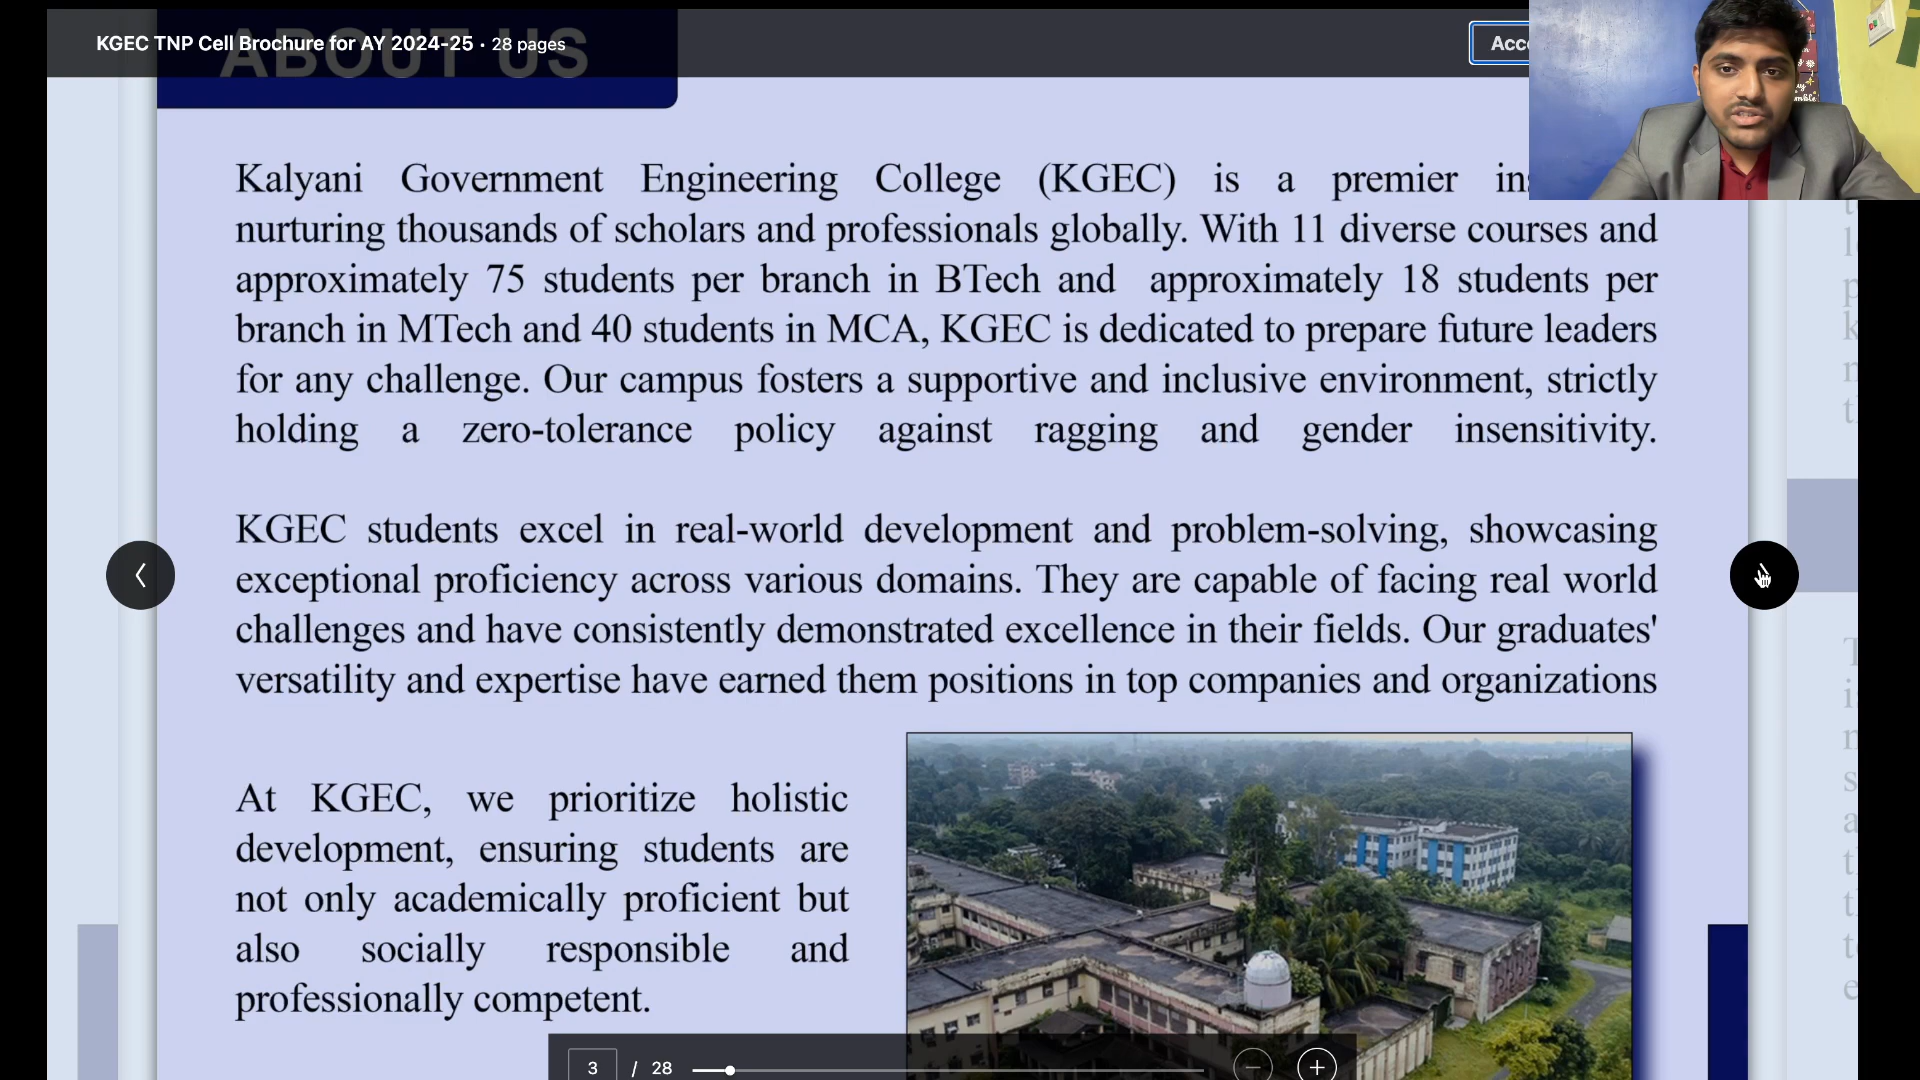 KGEC TNP Cell Brochure for AY 2024-25 · 28 pages
ABOUT US
Kalyani Government Engineering College (KGEC) is a premier
nurturing thousands of scholars and professionals globally. With 11 diverse courses and
approximately 75 students per branch in BTech and approximately 18 students per
branch in MTech and 40 students in MCA, KGEC is dedicated to prepare future leaders
for any challenge. Our campus fosters a supportive and inclusive environment, strictly
holding a zero-tolerance policy against ragging and gender insensitivity.
KGEC students excel in real-world development and problem-solving, showcasing
exceptional proficiency across various domains. They are capable of facing real world
challenges and have consistently demonstrated excellence in their fields. Our graduates'
versatility and expertise have earned them positions in top companies and organizations
At KGEC, we prioritize holistic
development, ensuring students are
not only academically proficient but
also socially responsible and
professionally competent.
3 / 28